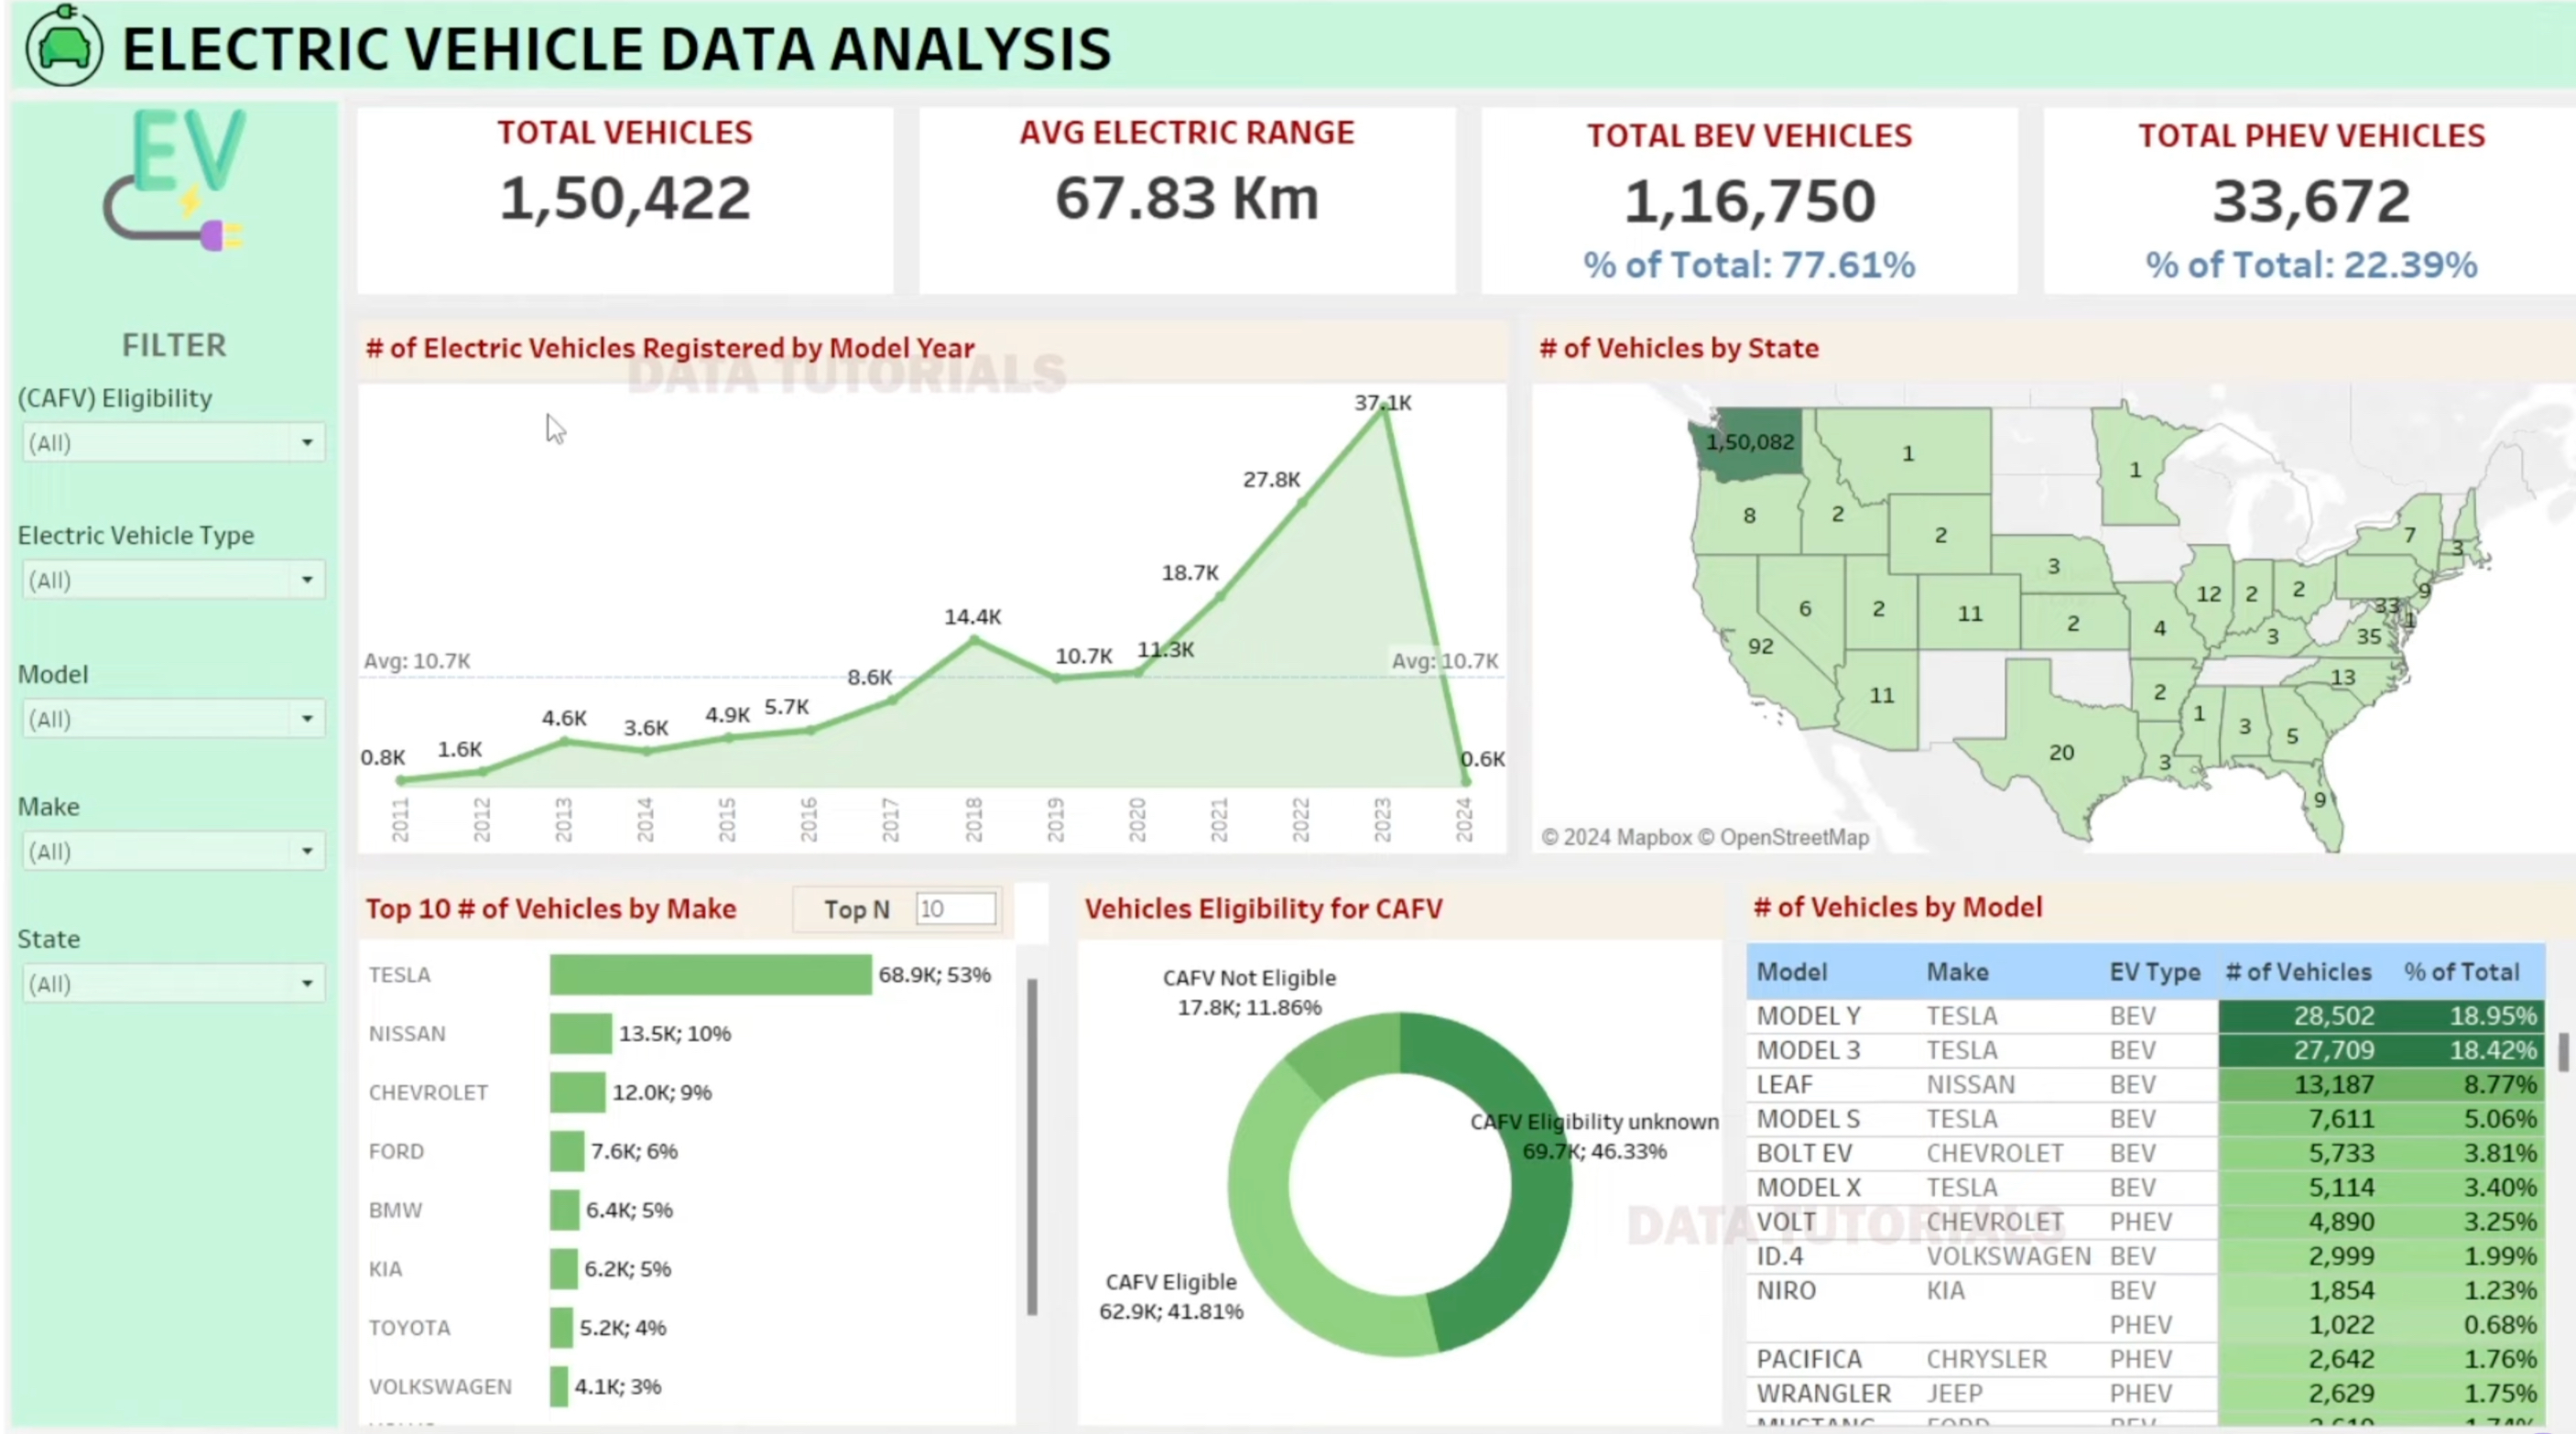 ELECTRIC VEHICLE DATA ANALYSIS
EV
FILTER
(CAFV) Eligibility
(All)
Electric Vehicle Type
(All)
Model
(All)
Make
(All)
State
(All)
TOTAL VEHICLES
1,50,422
AVG ELECTRIC RANGE
67.83 Km
TOTAL BEV VEHICLES
1,16,750
% of Total: 77.61%
TOTAL PHEV VEHICLES
33,672
% of Total: 22.39%
# of Electric Vehicles Registered by Model Year
DATA TUTORIALS
37.1K
27.8K
18.7K
14.4K
10.7K
11.3K
Avg: 10.7K
Avg: 10.7K
8.6K
5.7K
4.9K
4.6K
3.6K
1.6K
0.8K
0.6K
2011 2012 2013 2014 2015 2016 2017 2018 2019 2020 2021 2022 2023 2024
# of Vehicles by State
1,50,082
1
1
8
2
2
7
3
3
6
2
11
2
4
12
2
2
9
33
1
3
35
92
11
2
13
20
3
1
3
5
9
© 2024 Mapbox © OpenStreetMap
Top 10 # of Vehicles by Make
Top N 10
TESLA 68.9K; 53%
NISSAN 13.5K; 10%
CHEVROLET 12.0K; 9%
FORD 7.6K; 6%
BMW 6.4K; 5%
KIA 6.2K; 5%
TOYOTA 5.2K; 4%
VOLKSWAGEN 4.1K; 3%
Vehicles Eligibility for CAFV
CAFV Not Eligible
17.8K; 11.86%
CAFV Eligibility unknown
69.7K; 46.33%
CAFV Eligible
62.9K; 41.81%
DATA TUTORIALS
# of Vehicles by Model
Model Make EV Type # of Vehicles % of Total
MODEL Y TESLA BEV 28,502 18.95%
MODEL 3 TESLA BEV 27,709 18.42%
LEAF NISSAN BEV 13,187 8.77%
MODEL S TESLA BEV 7,611 5.06%
BOLT EV CHEVROLET BEV 5,733 3.81%
MODEL X TESLA BEV 5,114 3.40%
VOLT CHEVROLET PHEV 4,890 3.25%
ID.4 VOLKSWAGEN BEV 2,999 1.99%
NIRO KIA BEV 1,854 1.23%
PHEV 1,022 0.68%
PACIFICA CHRYSLER PHEV 2,642 1.76%
WRANGLER JEEP PHEV 2,629 1.75%